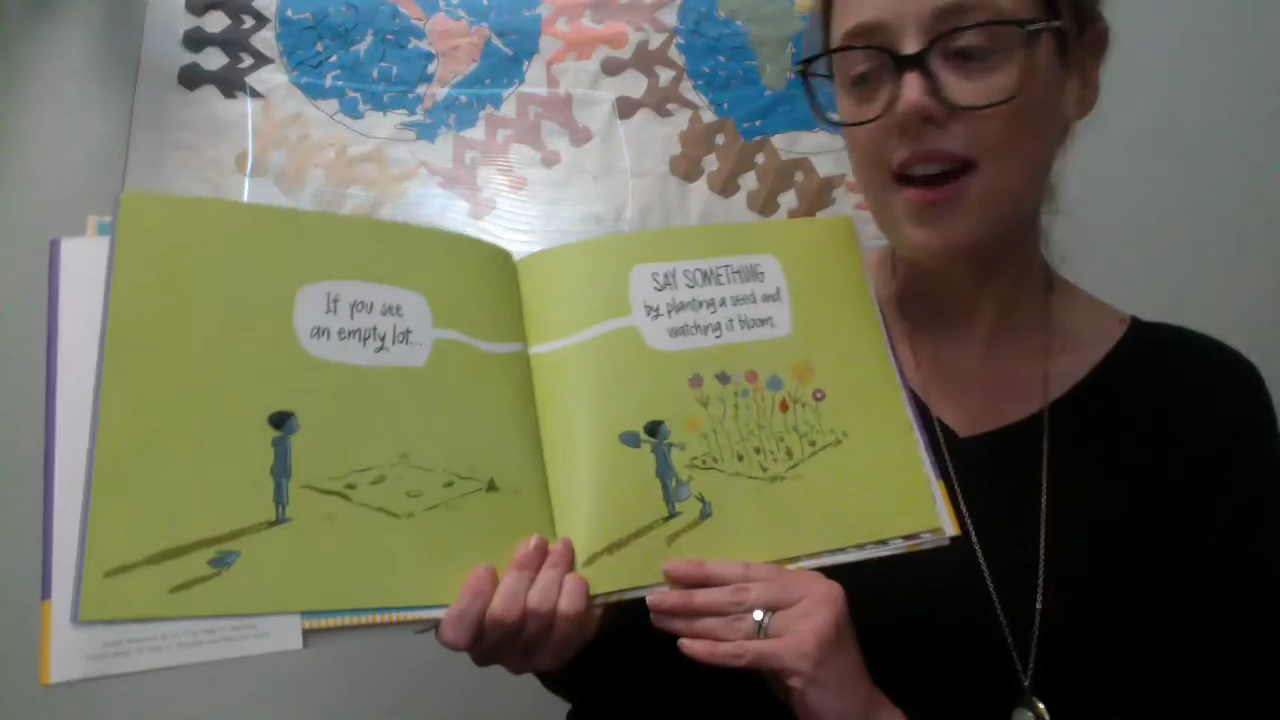 If you see
an empty lot...
SAY SOMETHING
by planting a seed and
watching it bloom.